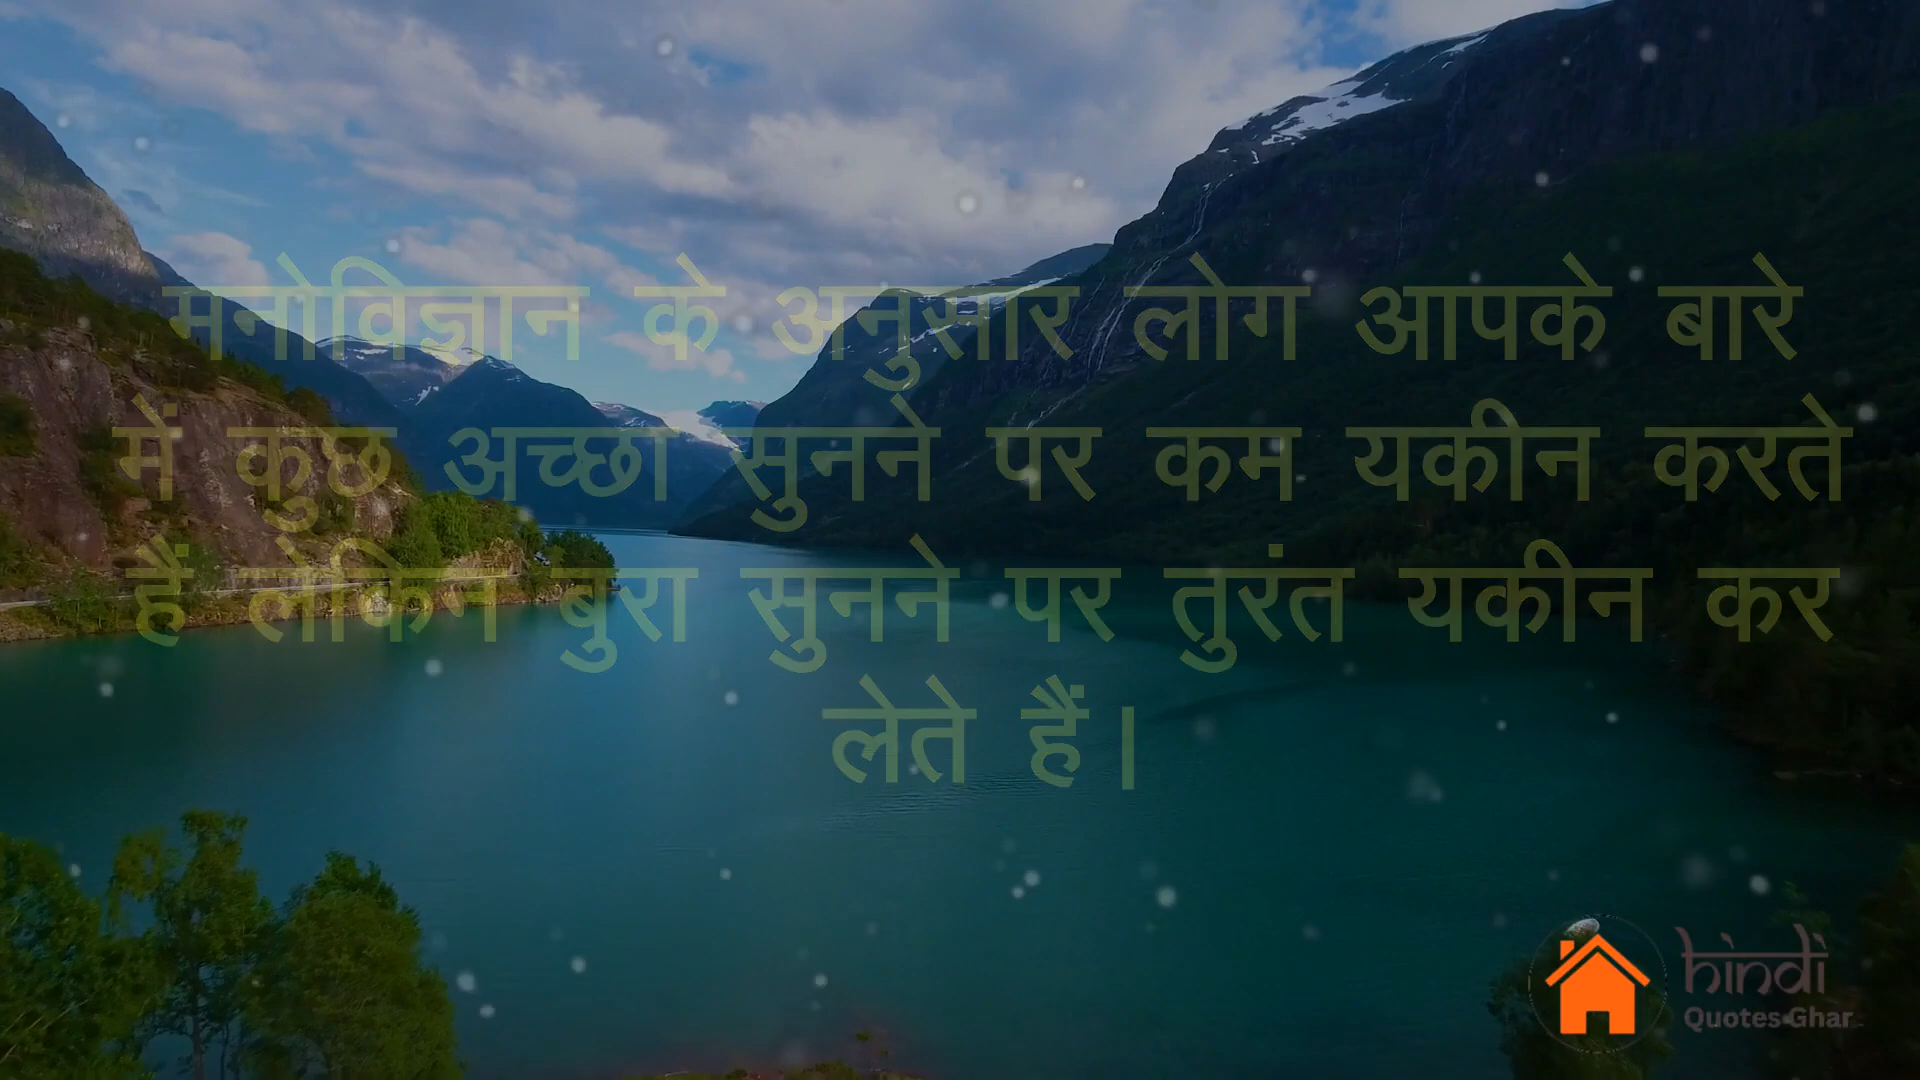 मनोविज्ञान के अनुसार लोग आपके बारे
में कुछ अच्छा सुनने पर कम यकीन करते
हैं लेकिन बुरा सुनने पर तुरंत यकीन कर
लेते हैं।
hindi
Quotes Ghar